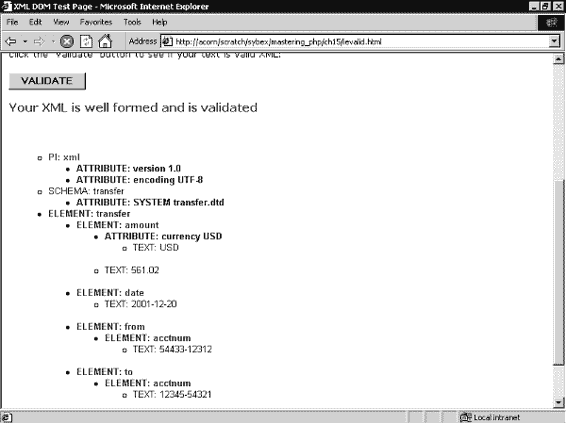 XML DOM Test Page - Microsoft Internet Explorer
File Edit View Favorites Tools Help
Address http://acorn/scratch/sybex/mastering_php/ch15/ievalid.html
click the "validate" button to see if your text is valid XML:
VALIDATE
Your XML is well formed and is validated
PI: xml
ATTRIBUTE: version 1.0
ATTRIBUTE: encoding UTF-8
SCHEMA: transfer
ATTRIBUTE: SYSTEM transfer.dtd
ELEMENT: transfer
ELEMENT: amount
ATTRIBUTE: currency USD
TEXT: USD
TEXT: 561.02
ELEMENT: date
TEXT: 2001-12-20
ELEMENT: from
ELEMENT: acctnum
TEXT: 54433-12312
ELEMENT: to
ELEMENT: acctnum
TEXT: 12345-54321
Local intranet